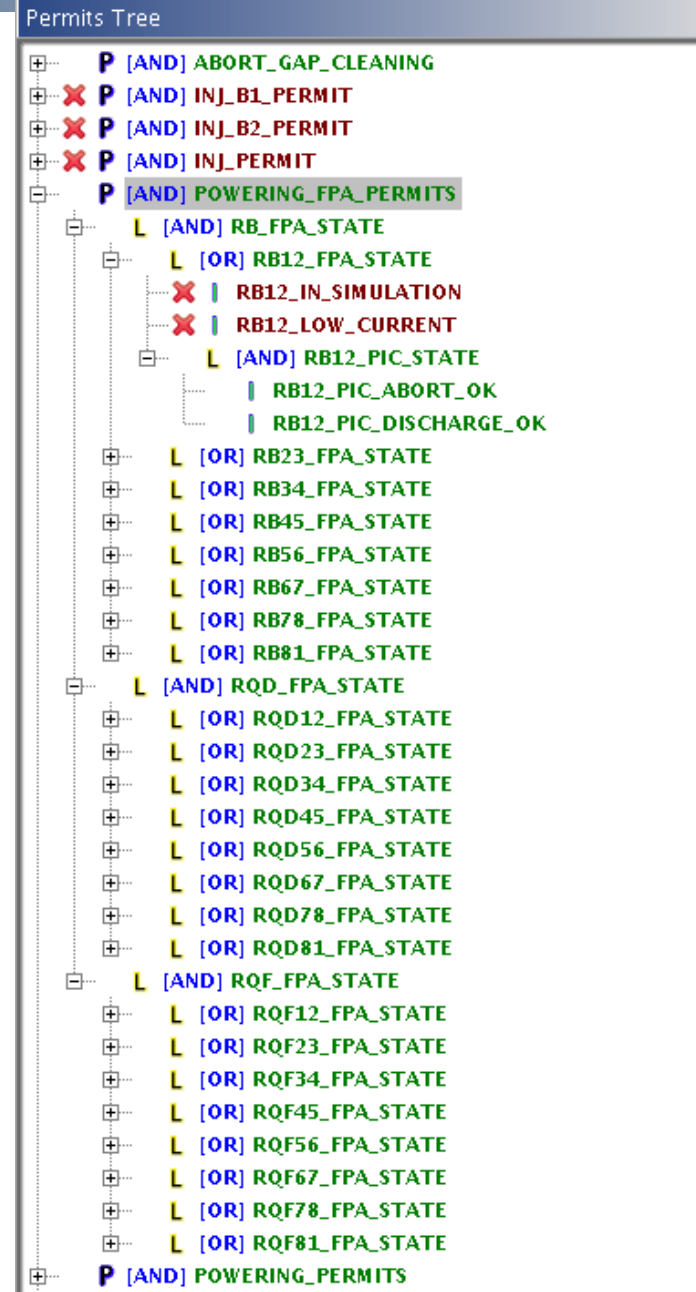 Permits Tree
P [AND] ABORT_GAP_CLEANING
P [AND] INJ_B1_PERMIT
P [AND] INJ_B2_PERMIT
P [AND] INJ_PERMIT
P [AND] POWERING_FPA_PERMITS
L [AND] RB_FPA_STATE
L [OR] RB12_FPA_STATE
RB12_IN_SIMULATION
RB12_LOW_CURRENT
L [AND] RB12_PIC_STATE
RB12_PIC_ABORT_OK
RB12_PIC_DISCHARGE_OK
L [OR] RB23_FPA_STATE
L [OR] RB34_FPA_STATE
L [OR] RB45_FPA_STATE
L [OR] RB56_FPA_STATE
L [OR] RB67_FPA_STATE
L [OR] RB78_FPA_STATE
L [OR] RB81_FPA_STATE
L [AND] RQD_FPA_STATE
L [OR] RQD12_FPA_STATE
L [OR] RQD23_FPA_STATE
L [OR] RQD34_FPA_STATE
L [OR] RQD45_FPA_STATE
L [OR] RQD56_FPA_STATE
L [OR] RQD67_FPA_STATE
L [OR] RQD78_FPA_STATE
L [OR] RQD81_FPA_STATE
L [AND] RQF_FPA_STATE
L [OR] RQF12_FPA_STATE
L [OR] RQF23_FPA_STATE
L [OR] RQF34_FPA_STATE
L [OR] RQF45_FPA_STATE
L [OR] RQF56_FPA_STATE
L [OR] RQF67_FPA_STATE
L [OR] RQF78_FPA_STATE
L [OR] RQF81_FPA_STATE
P [AND] POWERING_PERMITS